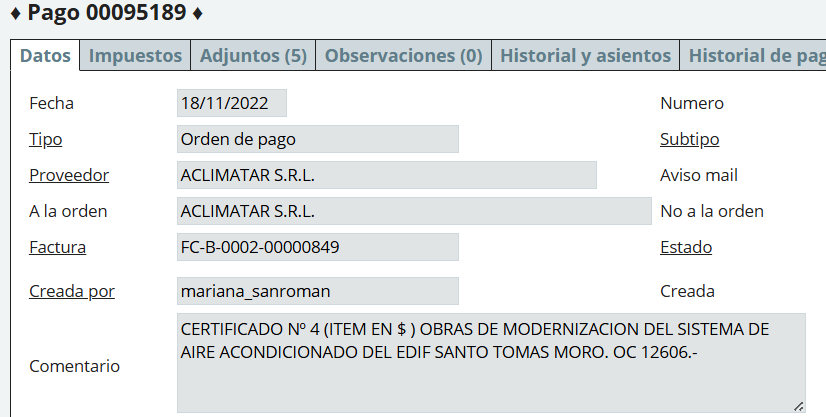 ♦ Pago 00095189 ♦
Datos Impuestos Adjuntos (5) Observaciones (0) Historial y asientos Historial de pag
Fecha 18/11/2022 Numero
Tipo Orden de pago Subtipo
Proveedor ACLIMATAR S.R.L. Aviso mail
A la orden ACLIMATAR S.R.L. No a la orden
Factura FC-B-0002-00000849 Estado
Creada por mariana_sanroman Creada
CERTIFICADO Nº 4 (ITEM EN $ ) OBRAS DE MODERNIZACION DEL SISTEMA DE
AIRE ACONDICIONADO DEL EDIF SANTO TOMAS MORO. OC 12606.-
Comentario